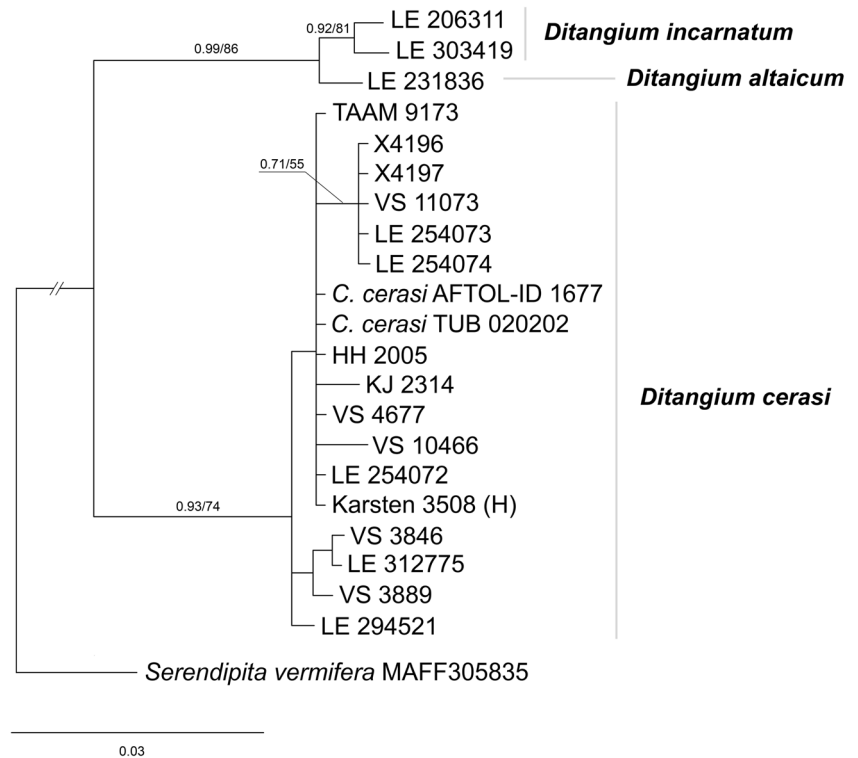 LE 206311
0.92/81
Ditangium incarnatum
0.99/86
LE 303419
LE 231836
Ditangium altaicum
TAAM 9173
X4196
0.71/55
X4197
VS 11073
LE 254073
LE 254074
C. cerasi AFTOL-ID 1677
C. cerasi TUB 020202
HH 2005
KJ 2314
Ditangium cerasi
VS 4677
VS 10466
LE 254072
0.93/74
Karsten 3508 (H)
VS 3846
LE 312775
VS 3889
LE 294521
Serendipita vermifera MAFF305835
0.03